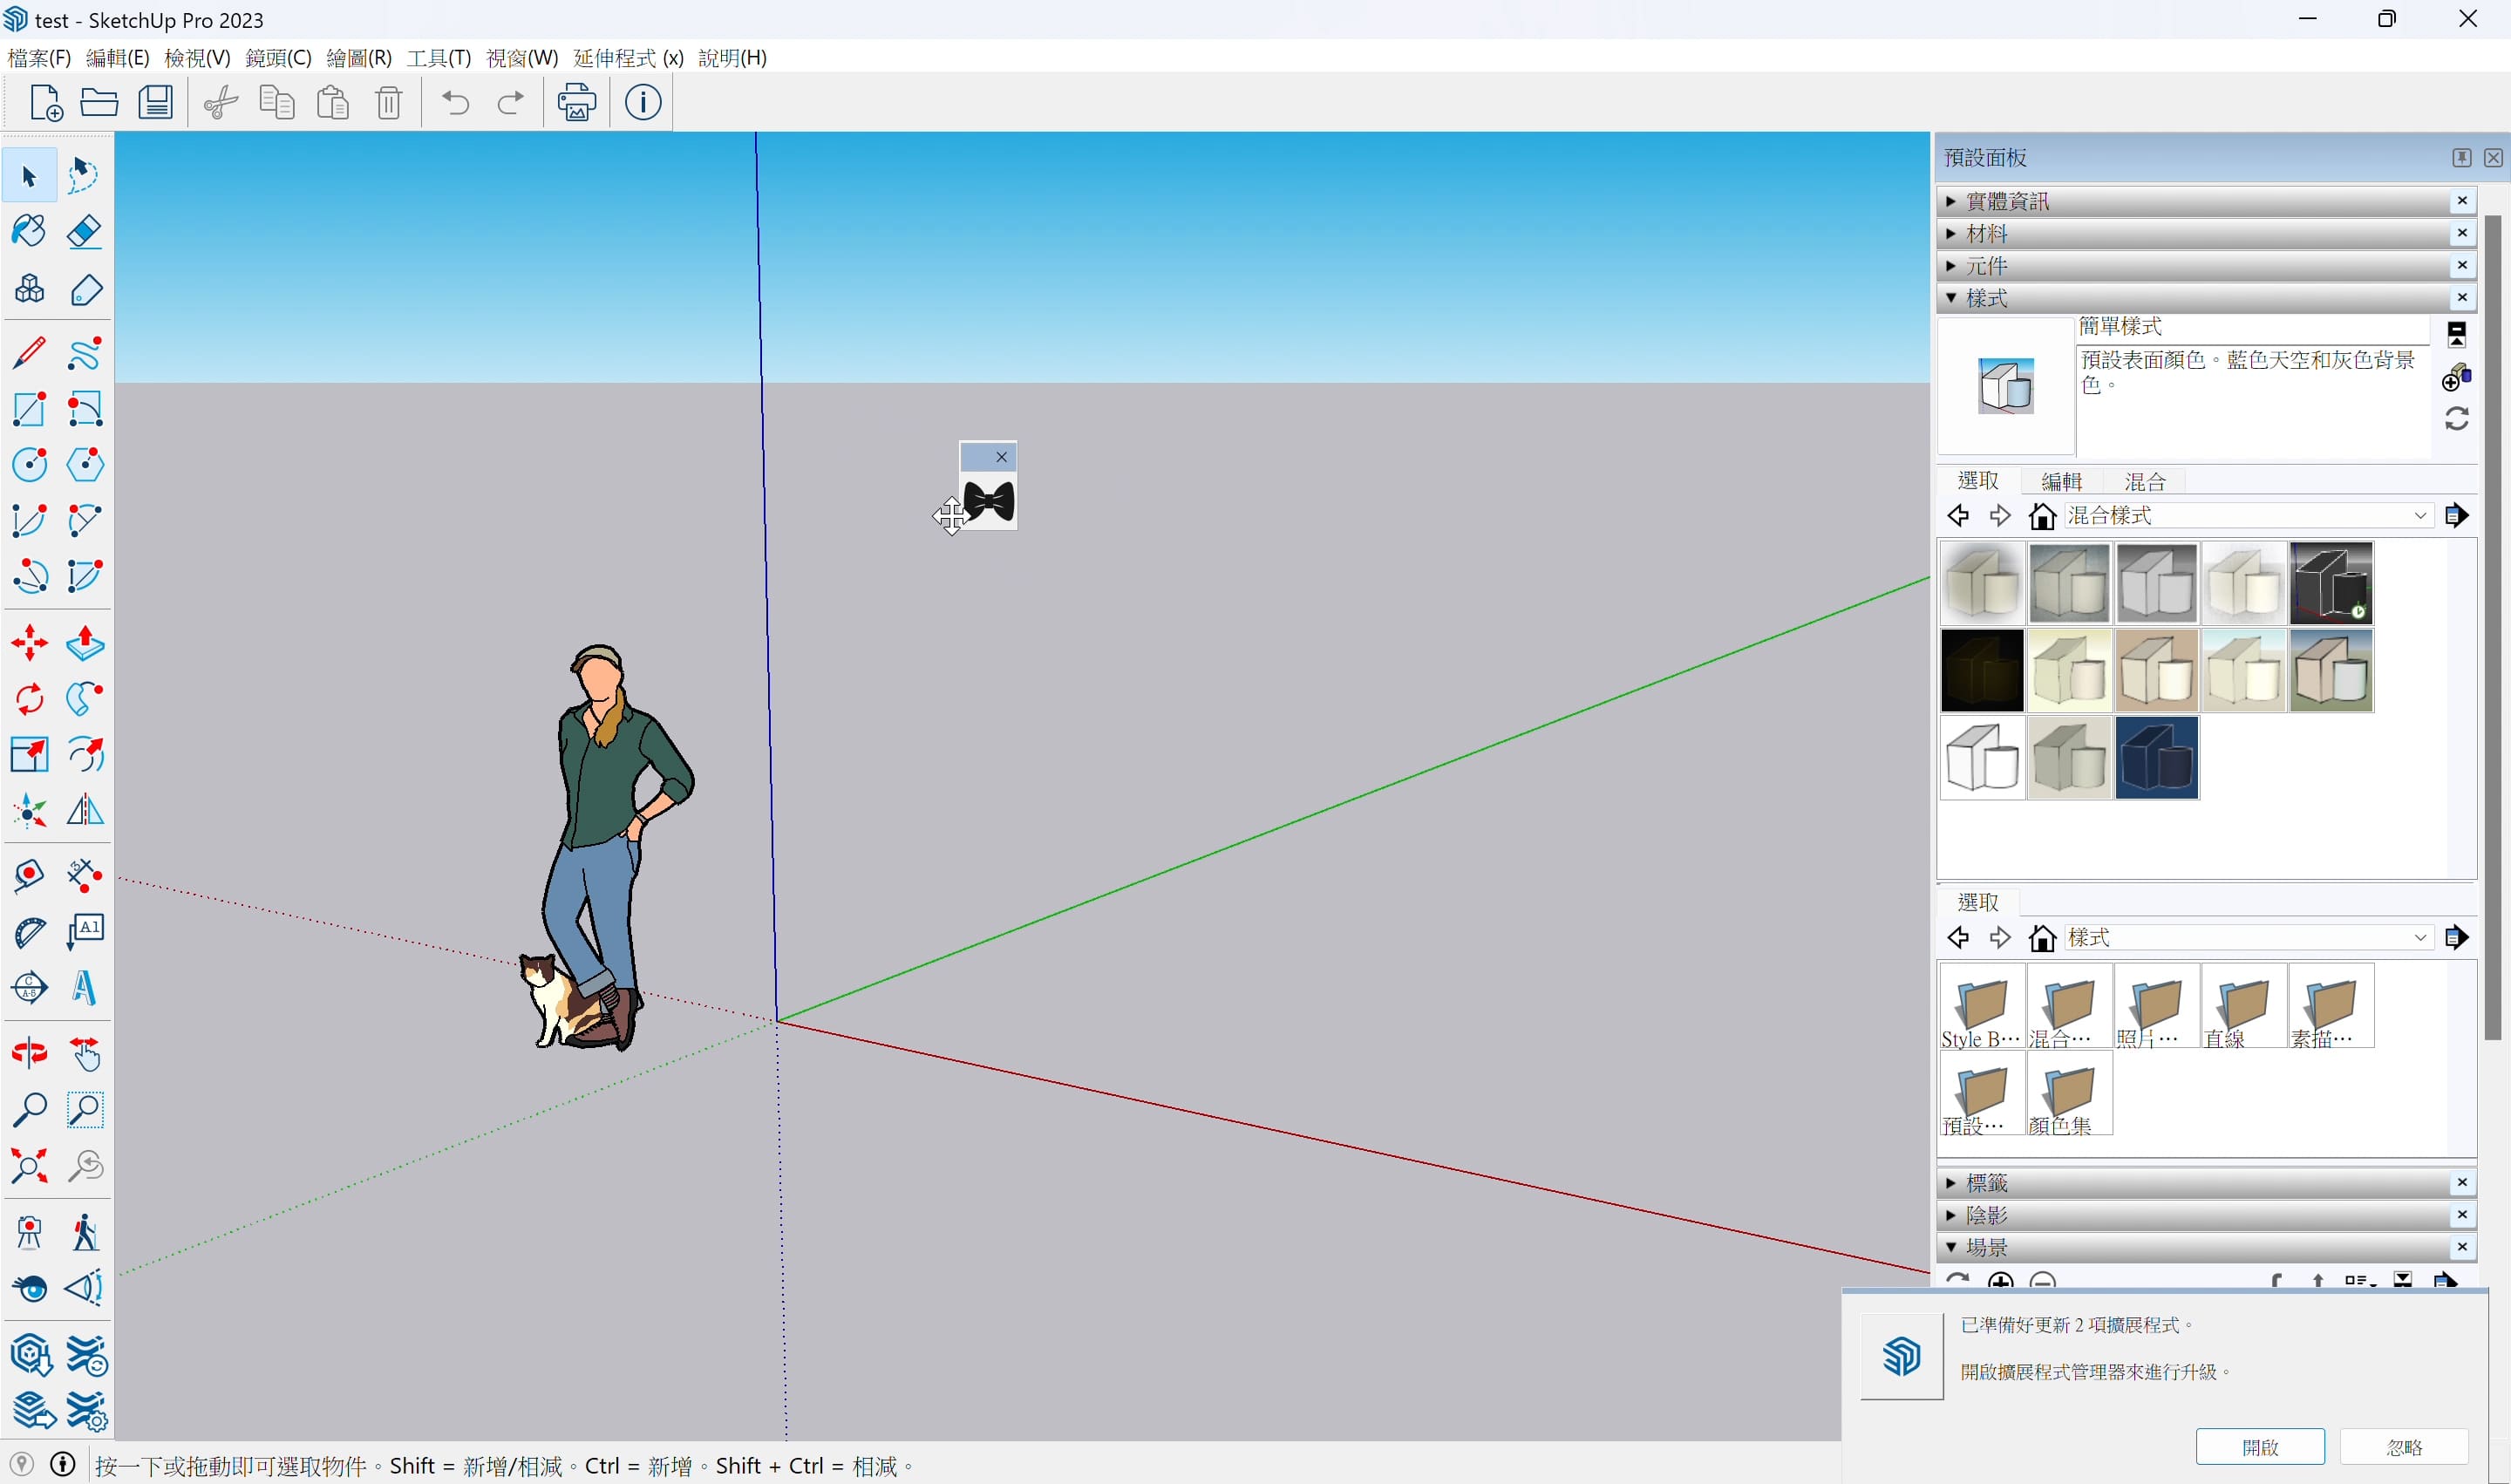 test - SketchUp Pro 2023
檔案(F) 編輯(E) 檢視(V) 鏡頭(C) 繪圖(R) 工具(T) 視窗(W) 延伸程式 (x) 說明(H)
預設面板
實體資訊
材料
元件
樣式
簡單樣式
預設表面顏色。藍色天空和灰色背景
色。
選取 編輯 混合
混合樣式
選取
樣式
Style B… 混合… 照片… 直線 素描…
預設… 顏色集
標籤
陰影
場景
A1
C
A-B
3
已準備好更新 2 項擴展程式。
開啟擴展程式管理器來進行升級。
開啟 忽略
按一下或拖動即可選取物件。Shift = 新增/相減。Ctrl = 新增。Shift + Ctrl = 相減。